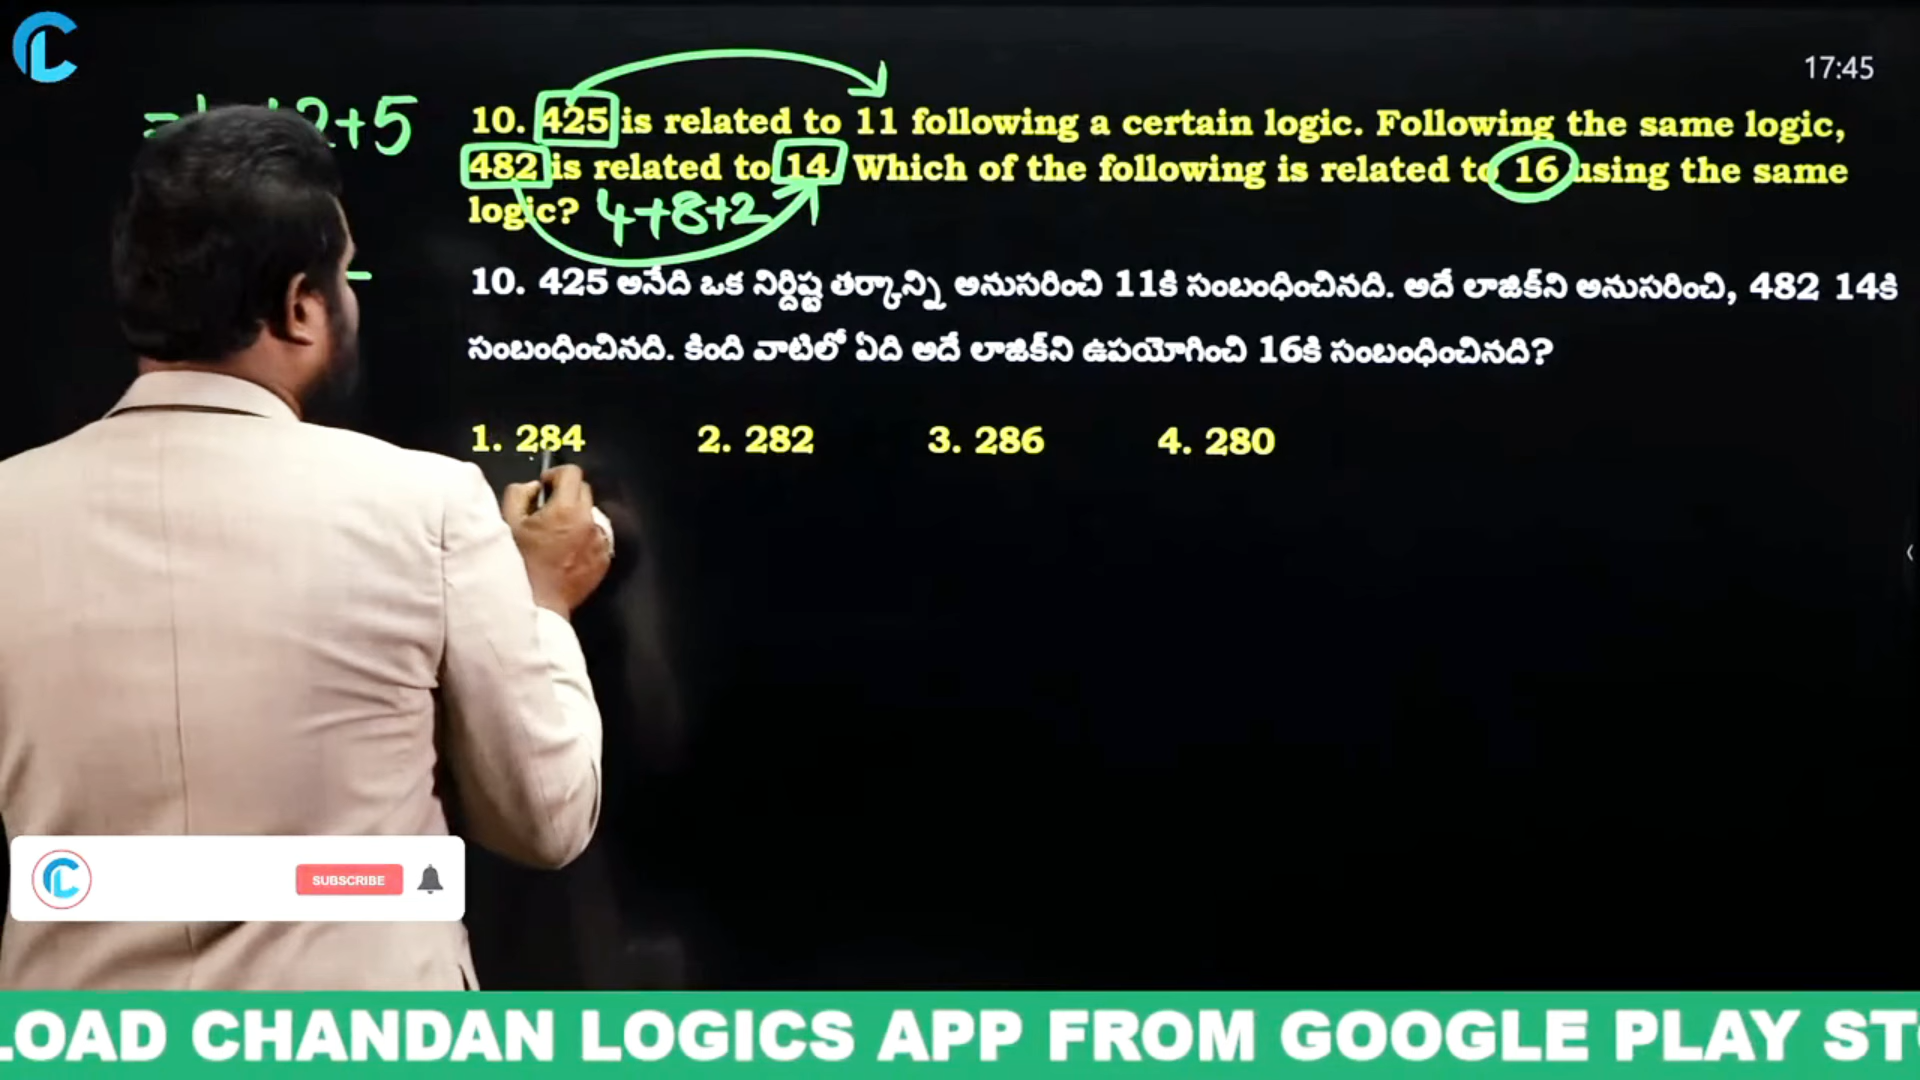 17:45
2+5
10. 425 is related to 11 following a certain logic. Following the same logic,
482 is related to 14 Which of the following is related to 16 using the same
logic? 4+8+2
10. 425 అనేది ఒక నిర్దిష్ట తర్కాన్ని అనుసరించి 11కి సంబంధించినది. అదే లాజిక్‌ని అనుసరించి, 482 14కి
సంబంధించినది. కింది వాటిలో ఏది అదే లాజిక్‌ని ఉపయోగించి 16కి సంబంధించినది?
1. 284 2. 282 3. 286 4. 280
SUBSCRIBE
LOAD CHANDAN LOGICS APP FROM GOOGLE PLAY ST